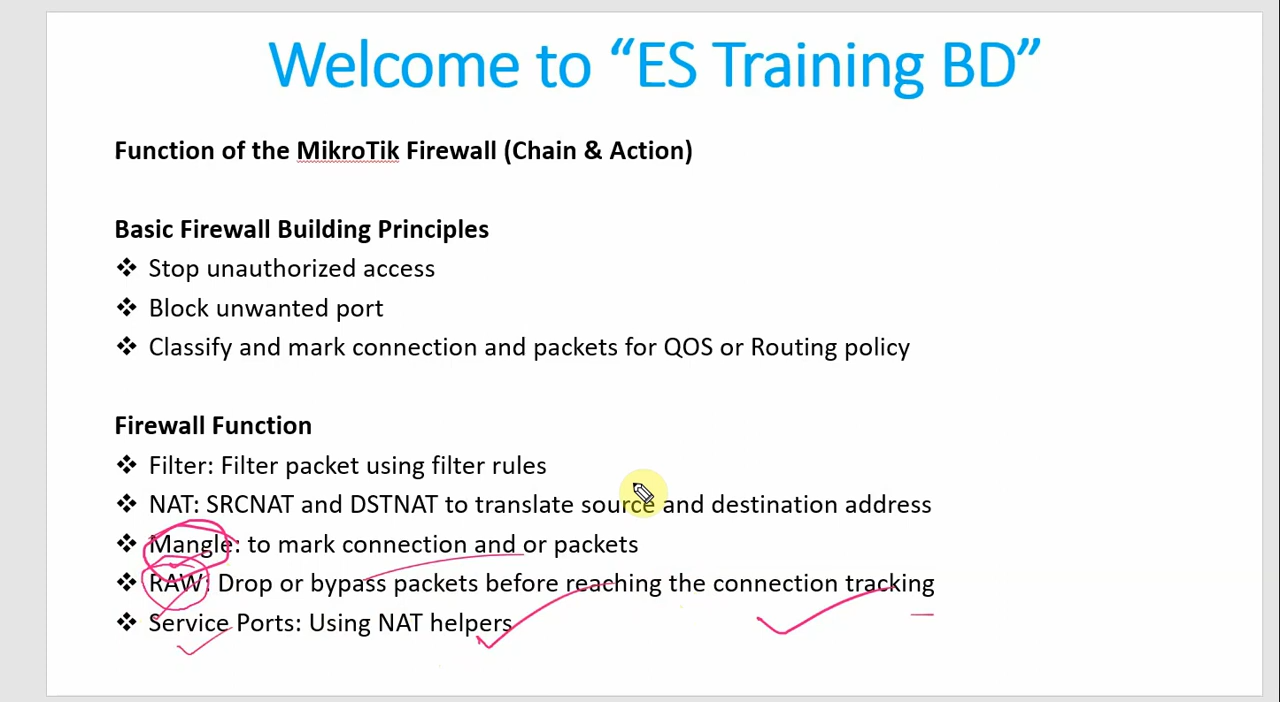 Welcome to “ES Training BD”
Function of the MikroTik Firewall (Chain & Action)
Basic Firewall Building Principles
❖ Stop unauthorized access
❖ Block unwanted port
❖ Classify and mark connection and packets for QOS or Routing policy
Firewall Function
❖ Filter: Filter packet using filter rules
❖ NAT: SRCNAT and DSTNAT to translate source and destination address
❖ Mangle: to mark connection and or packets
❖ RAW: Drop or bypass packets before reaching the connection tracking
❖ Service Ports: Using NAT helpers